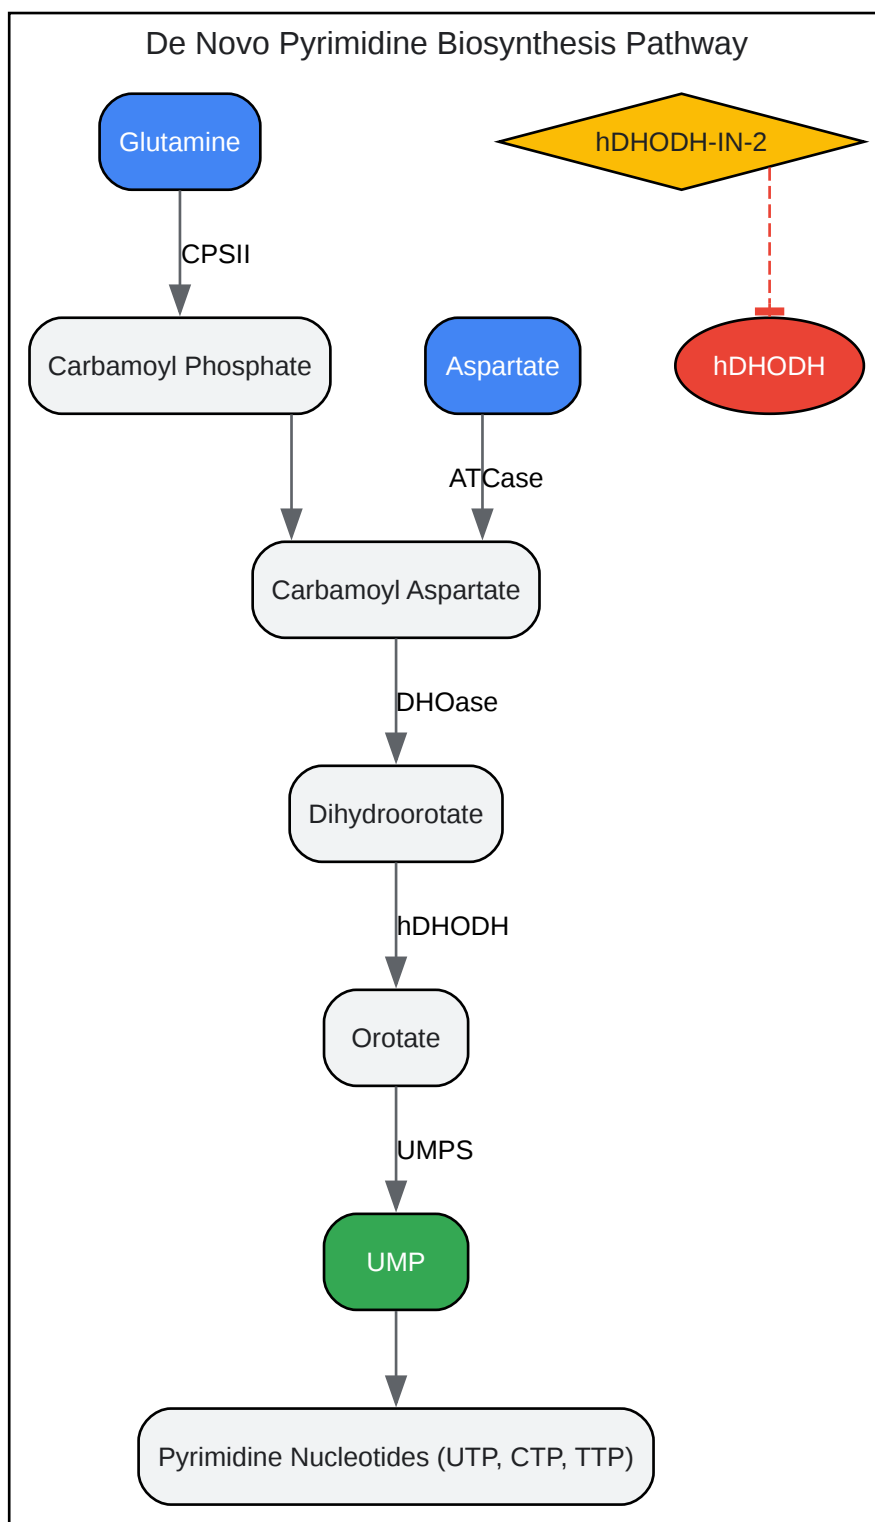 De Novo Pyrimidine Biosynthesis Pathway
Glutamine
hDHODH-IN-2
CPSII
Carbamoyl Phosphate
Aspartate
hDHODH
ATCase
Carbamoyl Aspartate
DHOase
Dihydroorotate
hDHODH
Orotate
UMPS
UMP
Pyrimidine Nucleotides (UTP, CTP, TTP)